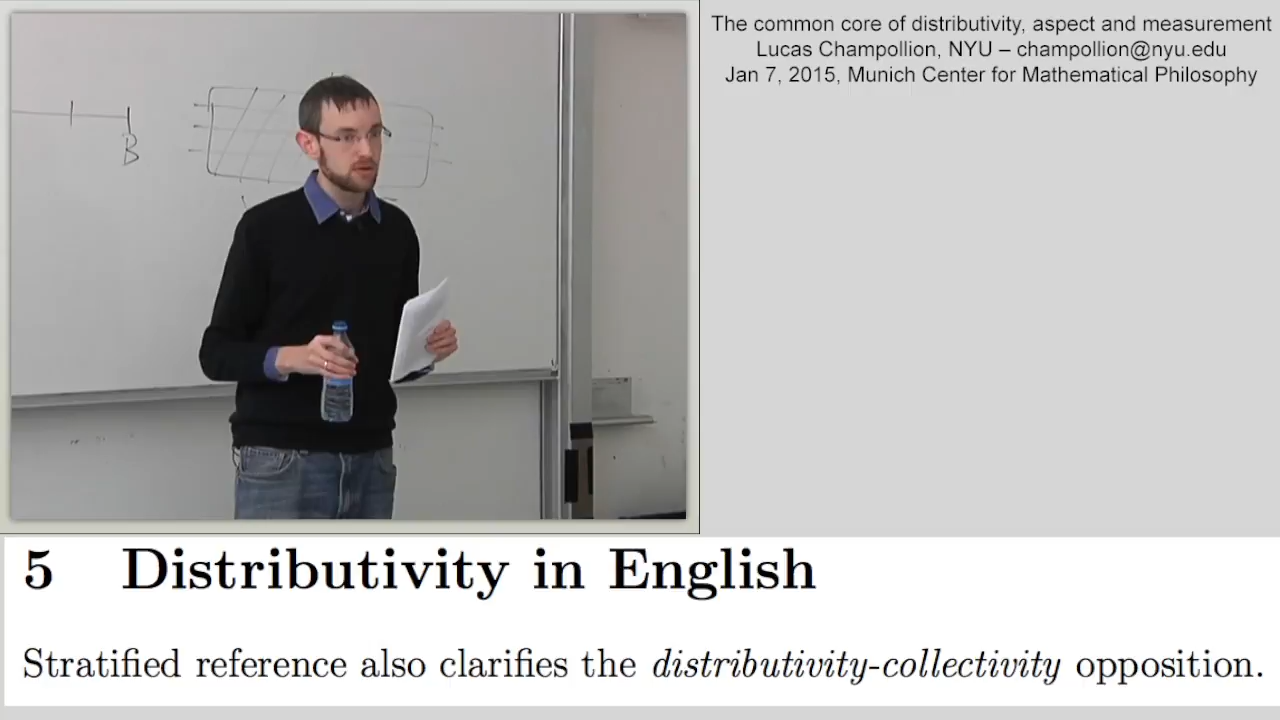 The common core of distributivity, aspect and measurement
Lucas Champollion, NYU – champollion@nyu.edu
Jan 7, 2015, Munich Center for Mathematical Philosophy
B
5 Distributivity in English
Stratified reference also clarifies the distributivity-collectivity opposition.